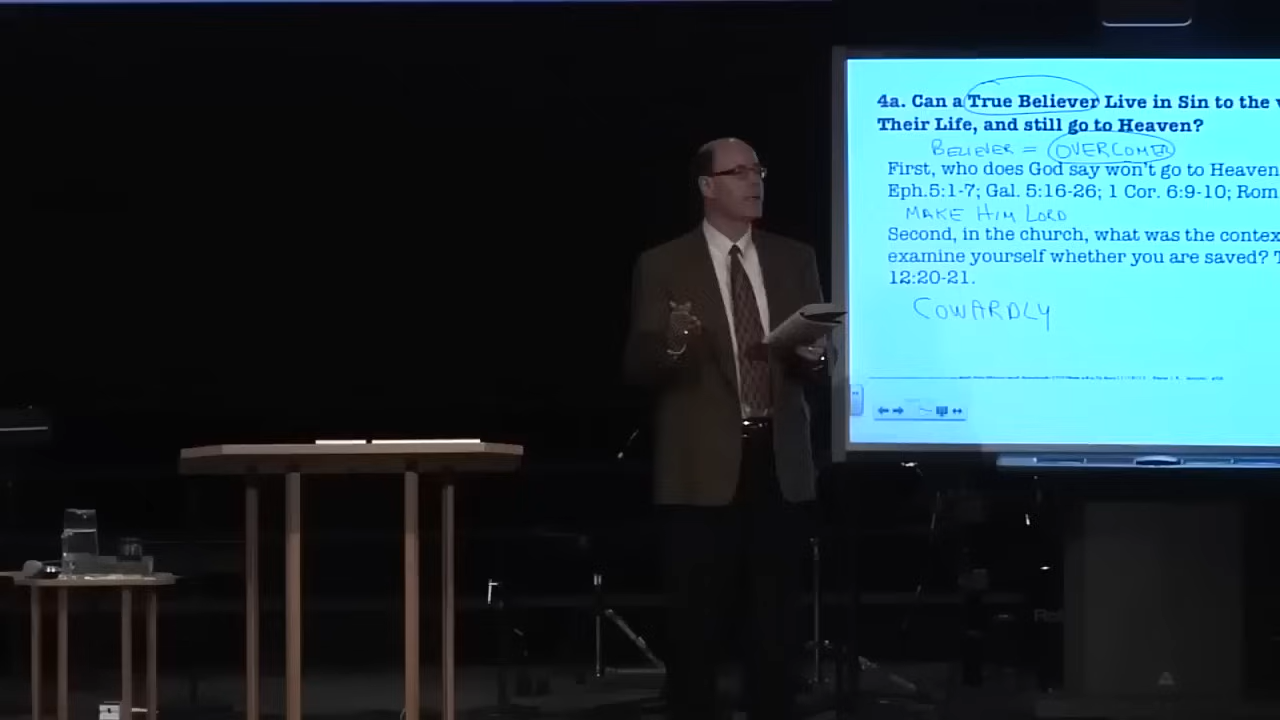 4a. Can a True Believer Live in Sin to the
Their Life, and still go to Heaven?
BELIEVER = OVERCOMER
First, who does God say won't go to Heaven
Eph.5:1-7; Gal. 5:16-26; 1 Cor. 6:9-10; Rom
MAKE HIM LORD
Second, in the church, what was the contex
examine yourself whether you are saved?
12:20-21.
COWARDLY